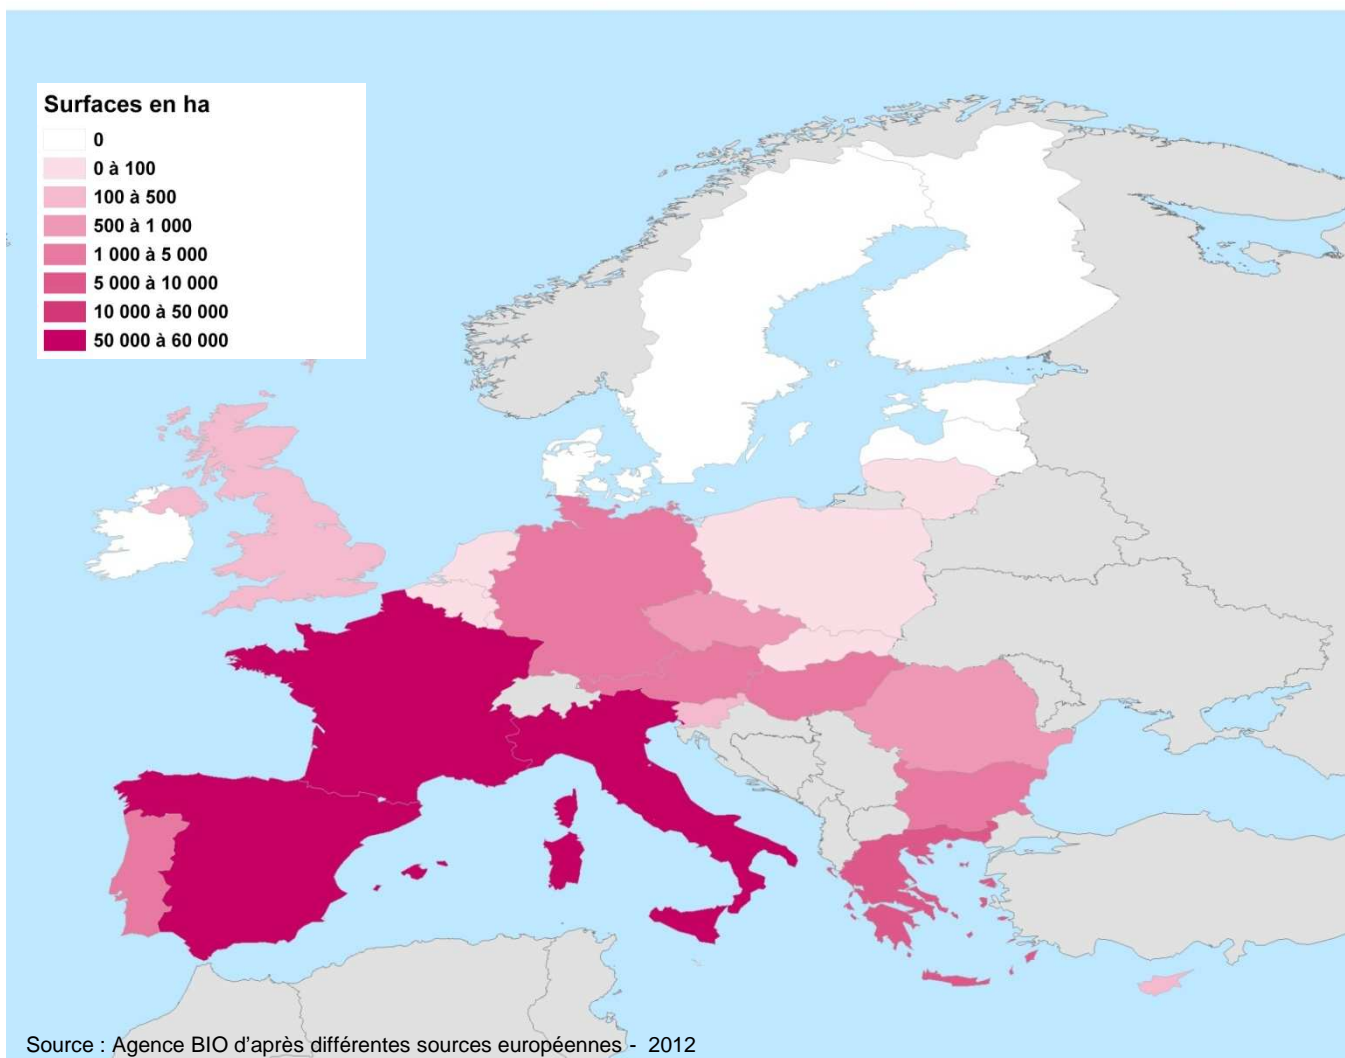 Surfaces en ha
0
0 à 100
100 à 500
500 à 1 000
1 000 à 5 000
5 000 à 10 000
10 000 à 50 000
50 000 à 60 000
Source : Agence BIO d'après différentes sources européennes - 2012